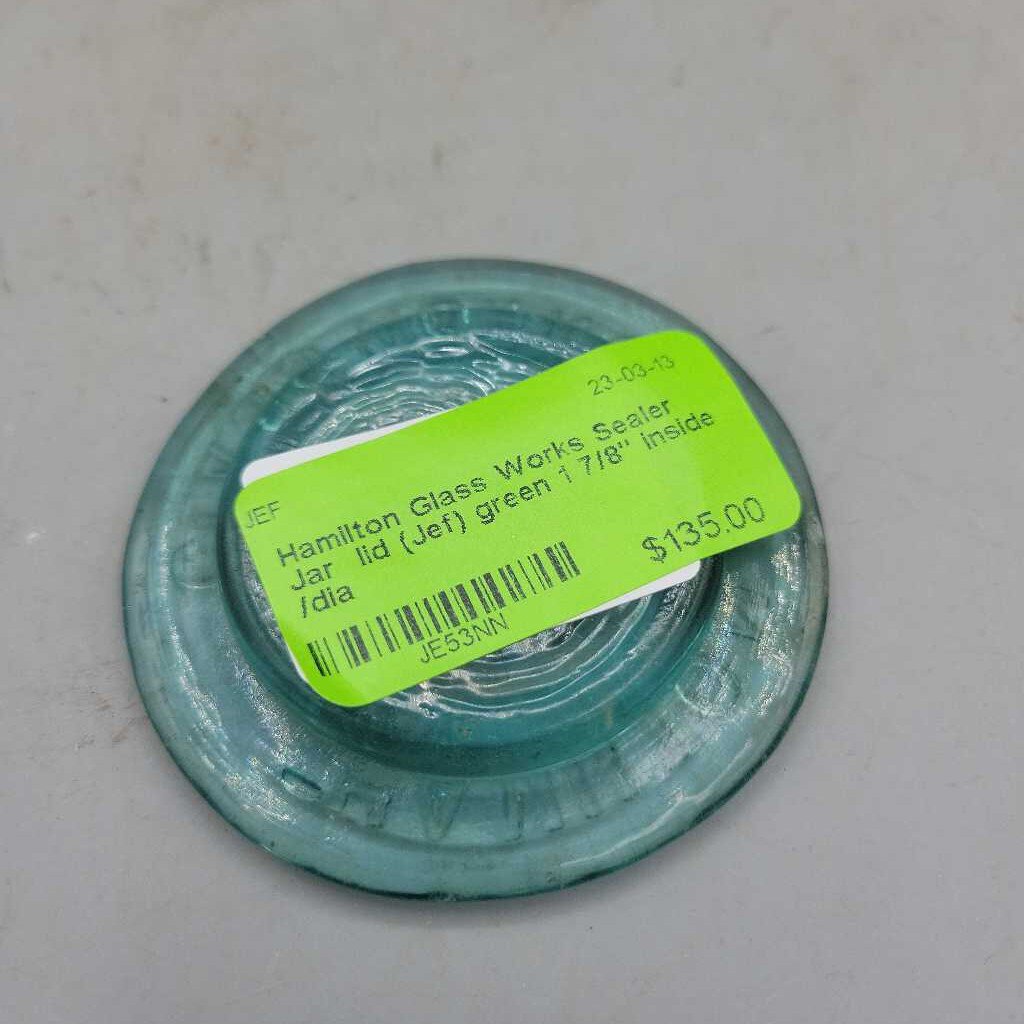 23-03-13
JEF
Hamilton Glass Works Sealer
Jar lid (Jef) green 1 7/8" inside
/dia
$135.00
JE53NN